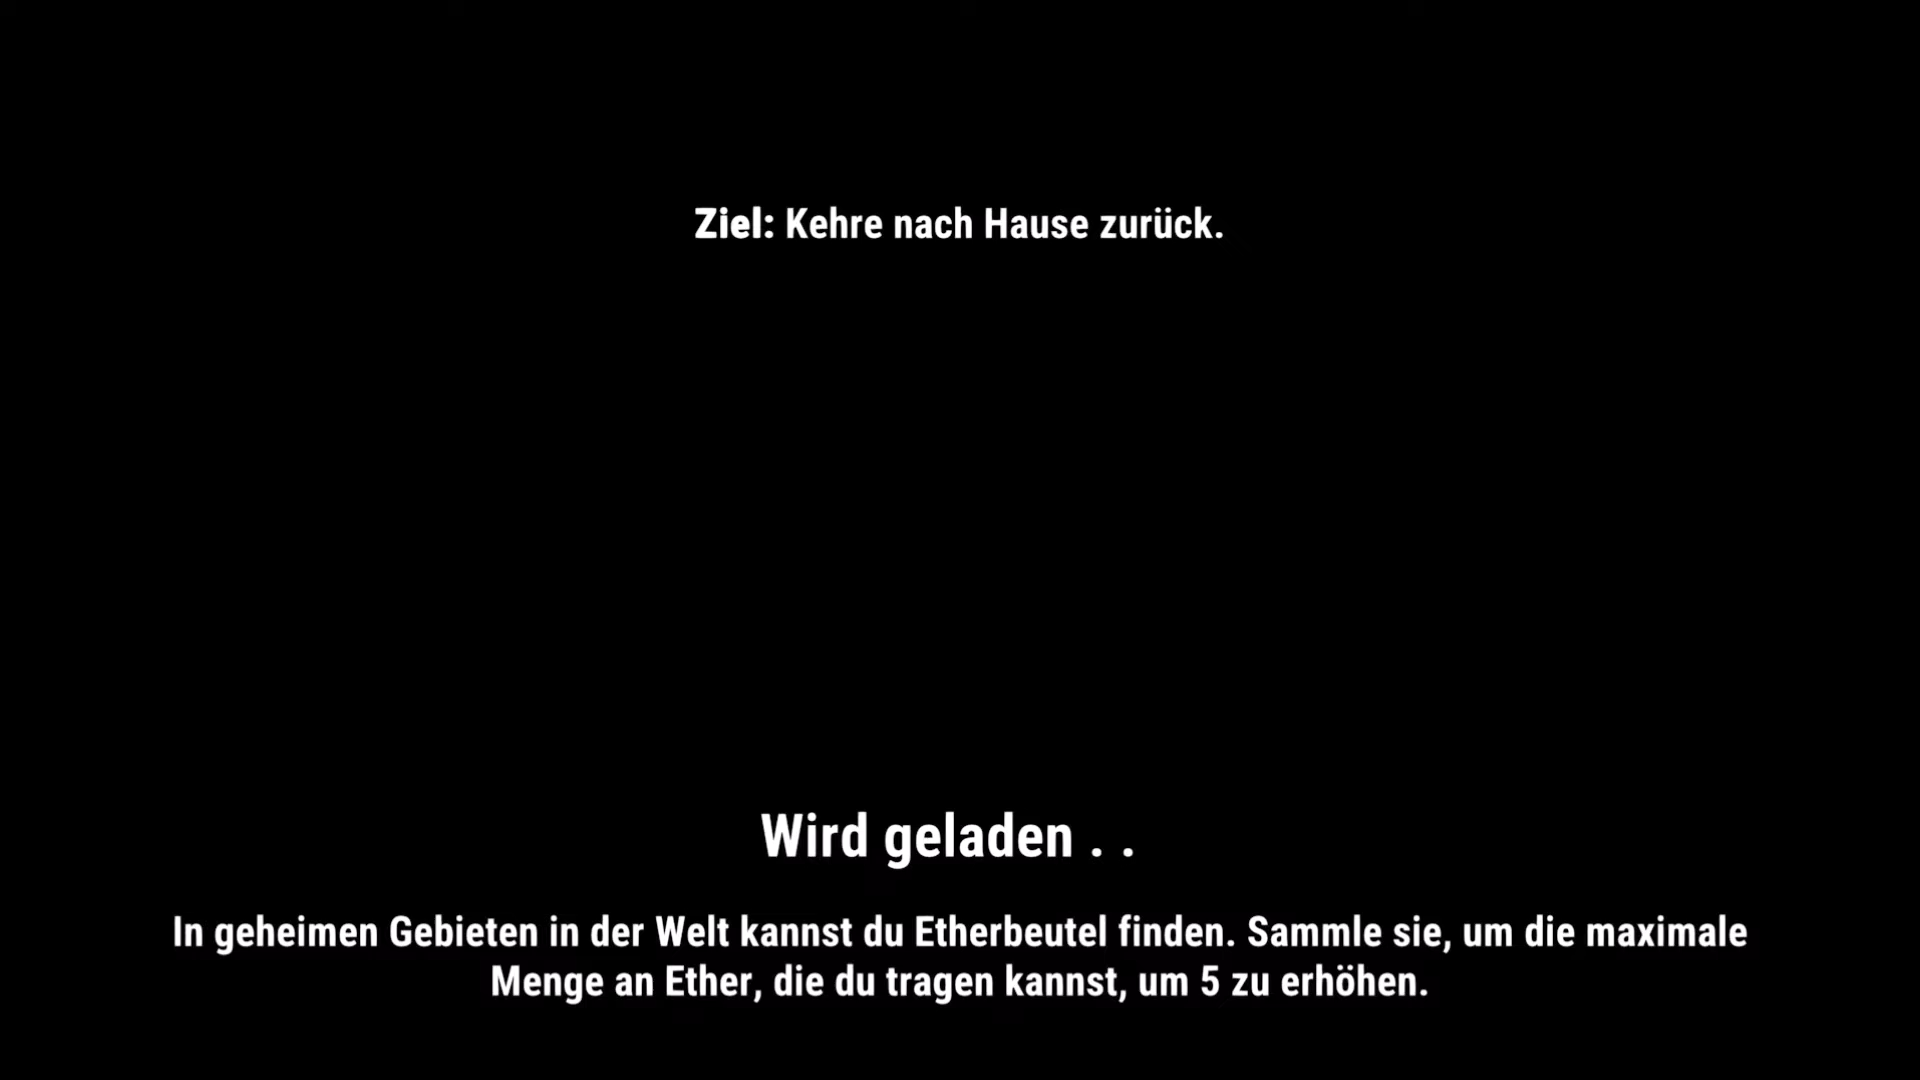 Ziel: Kehre nach Hause zurück.
Wird geladen . .
In geheimen Gebieten in der Welt kannst du Etherbeutel finden. Sammle sie, um die maximale
Menge an Ether, die du tragen kannst, um 5 zu erhöhen.